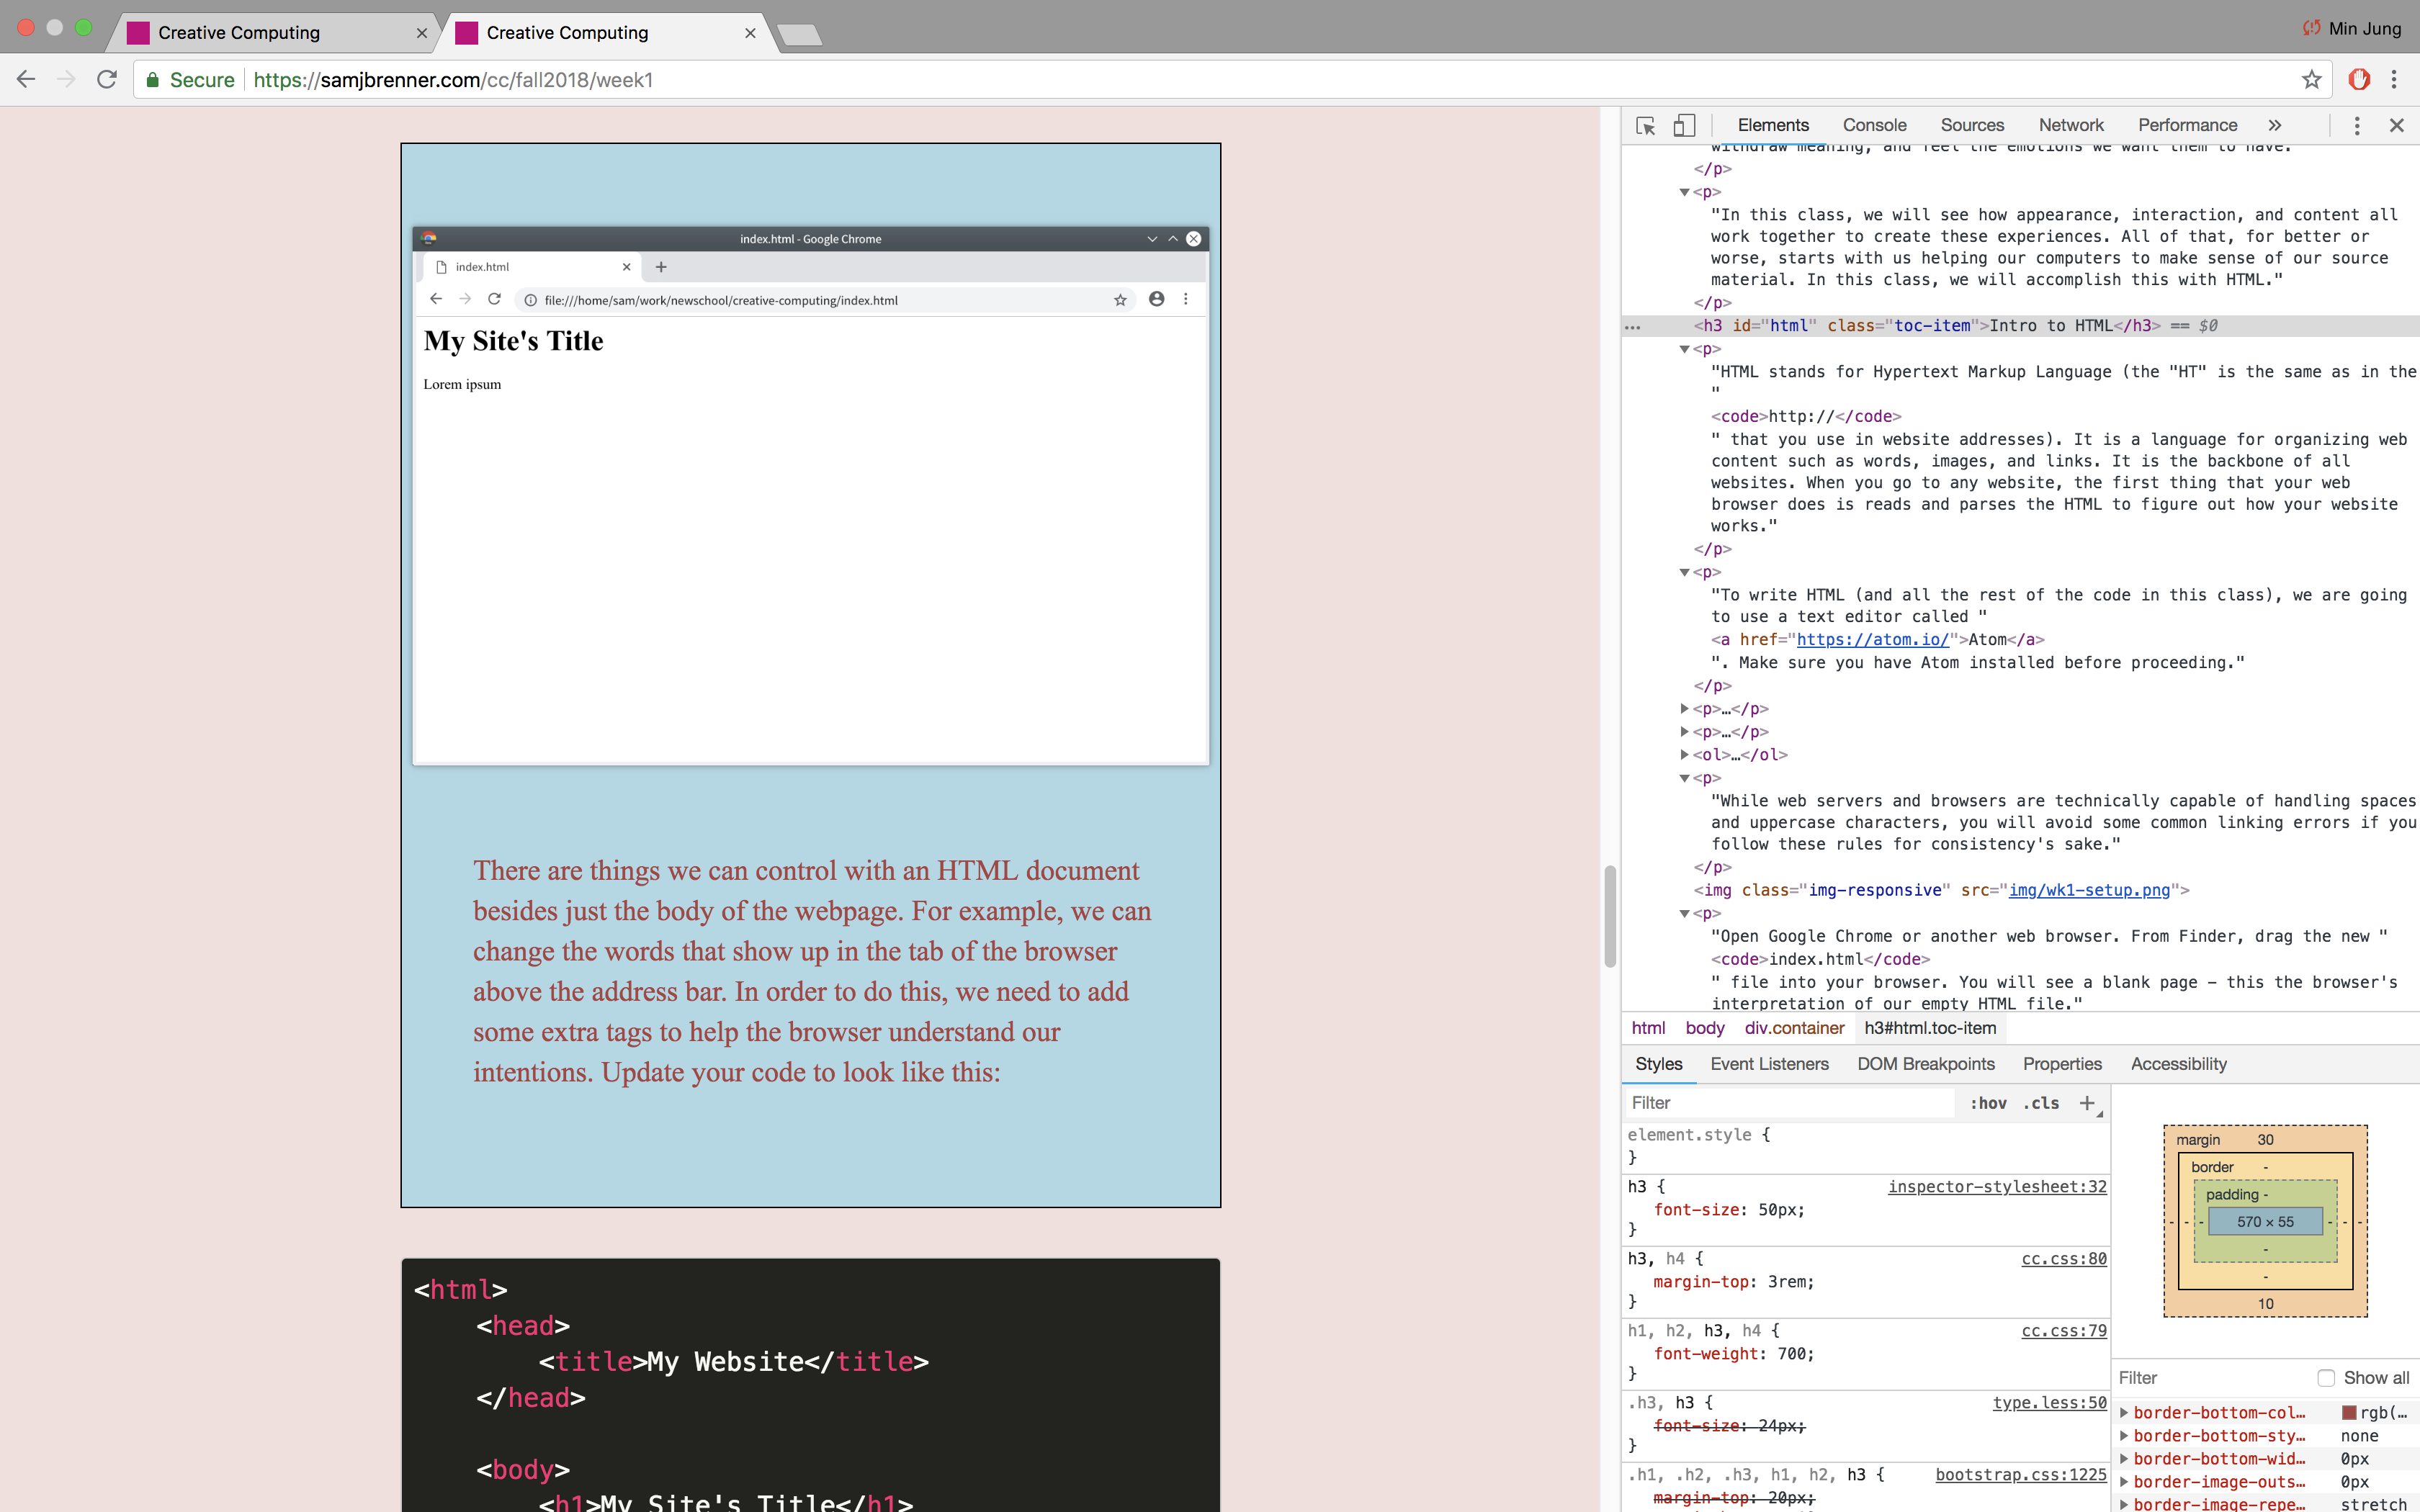 Creative Computing
Creative Computing
Min Jung
Secure https://samjbrenner.com/cc/fall2018/week1
index.html - Google Chrome
index.html
file:///home/sam/work/newschool/creative-computing/index.html
My Site's Title
Lorem ipsum
There are things we can control with an HTML document
besides just the body of the webpage. For example, we can
change the words that show up in the tab of the browser
above the address bar. In order to do this, we need to add
some extra tags to help the browser understand our
intentions. Update your code to look like this:
<html>
<head>
<title>My Website</title>
</head>
<body>
<h1>My Site's Title</h1>
Elements Console Sources Network Performance »
withdraw meaning, and feel the emotions we want them to have.
</p>
▼<p>
"In this class, we will see how appearance, interaction, and content all
work together to create these experiences. All of that, for better or
worse, starts with us helping our computers to make sense of our source
material. In this class, we will accomplish this with HTML."
</p>
... <h3 id="html" class="toc-item">Intro to HTML</h3> == $0
▼<p>
"HTML stands for Hypertext Markup Language (the "HT" is the same as in the
"
<code>http://</code>
" that you use in website addresses). It is a language for organizing web
content such as words, images, and links. It is the backbone of all
websites. When you go to any website, the first thing that your web
browser does is reads and parses the HTML to figure out how your website
works."
</p>
▼<p>
"To write HTML (and all the rest of the code in this class), we are going
to use a text editor called "
<a href="https://atom.io/">Atom</a>
". Make sure you have Atom installed before proceeding."
</p>
▶<p>…</p>
▶<p>…</p>
▶<ol>…</ol>
▼<p>
"While web servers and browsers are technically capable of handling spaces
and uppercase characters, you will avoid some common linking errors if you
follow these rules for consistency's sake."
</p>
<img class="img-responsive" src="img/wk1-setup.png">
▼<p>
"Open Google Chrome or another web browser. From Finder, drag the new "
<code>index.html</code>
" file into your browser. You will see a blank page – this the browser's
interpretation of our empty HTML file."
html body div.container h3#html.toc-item
Styles Event Listeners DOM Breakpoints Properties Accessibility
Filter :hov .cls +
element.style {
}
h3 { inspector-stylesheet:32
font-size: 50px;
}
h3, h4 { cc.css:80
margin-top: 3rem;
}
h1, h2, h3, h4 { cc.css:79
font-weight: 700;
}
.h3, h3 { type.less:50
font-size: 24px;
}
.h1, .h2, .h3, h1, h2, h3 { bootstrap.css:1225
margin-top: 20px;
margin 30
border -
padding -
- - - 570 × 55 - - -
-
-
10
Filter Show all
▶ border-bottom-col… rgb(…
▶ border-bottom-sty… none
▶ border-bottom-wid… 0px
▶ border-image-outs… 0px
▶ border-image-repe… stretch